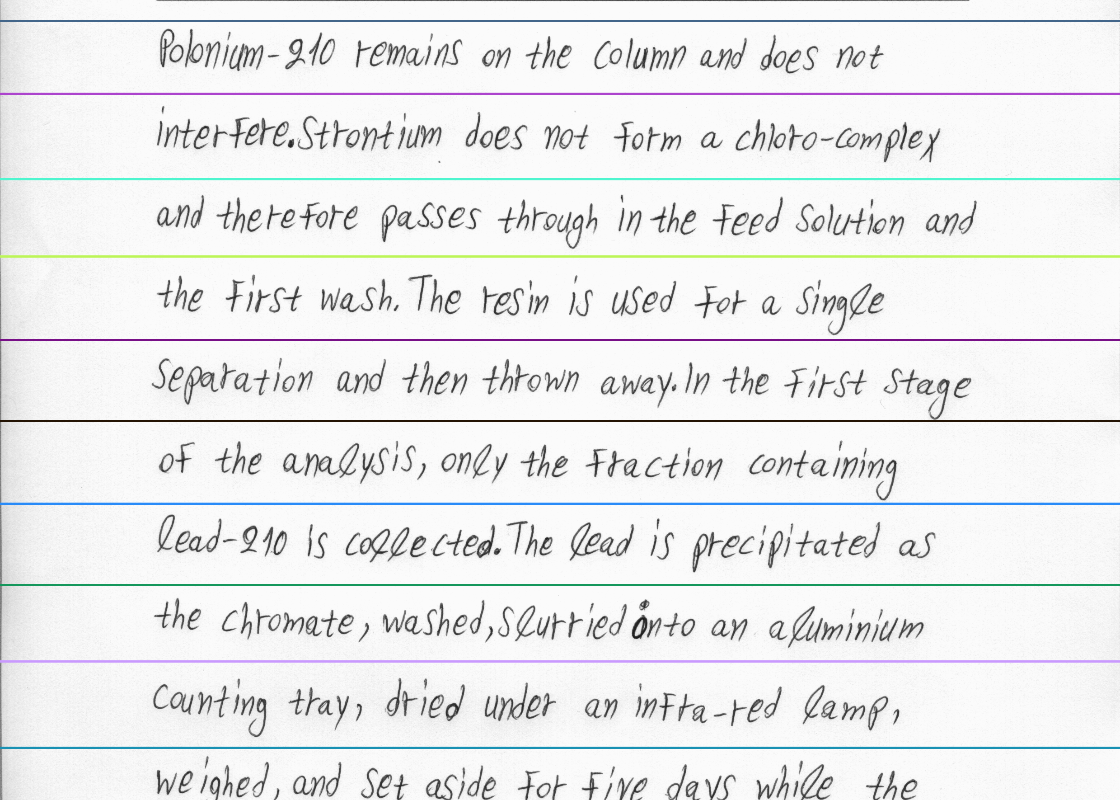 Polonium-210 remains on the column and does not
interfere. Strontium does not form a chloro-complex
and therefore passes through in the feed solution and
the first wash. The resin is used for a single
separation and then thrown away. In the first stage
of the analysis, only the fraction containing
lead-210 is collected. The lead is precipitated as
the chromate, washed, slurried onto an aluminium
counting tray, dried under an infra-red lamp,
weighed, and set aside for five days while the